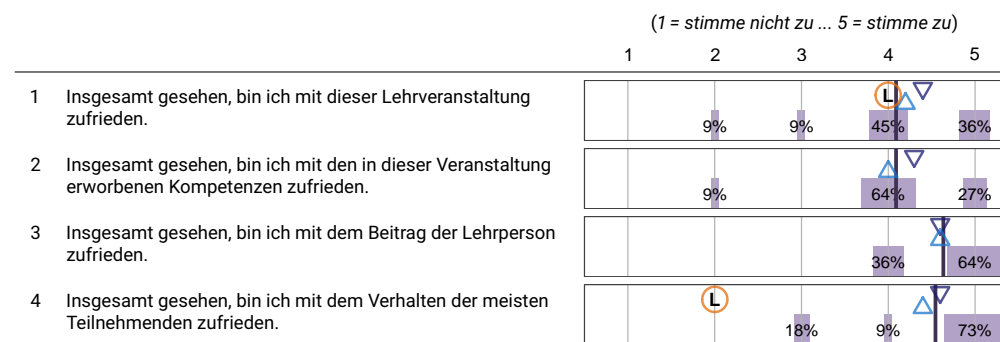 (1 = stimme nicht zu ... 5 = stimme zu)
1 2 3 4 5
1 Insgesamt gesehen, bin ich mit dieser Lehrveranstaltung
zufrieden.
L
9% 9% 45% 36%
2 Insgesamt gesehen, bin ich mit den in dieser Veranstaltung
erworbenen Kompetenzen zufrieden.
9% 64% 27%
3 Insgesamt gesehen, bin ich mit dem Beitrag der Lehrperson
zufrieden.
36% 64%
4 Insgesamt gesehen, bin ich mit dem Verhalten der meisten
Teilnehmenden zufrieden.
L
18% 9% 73%